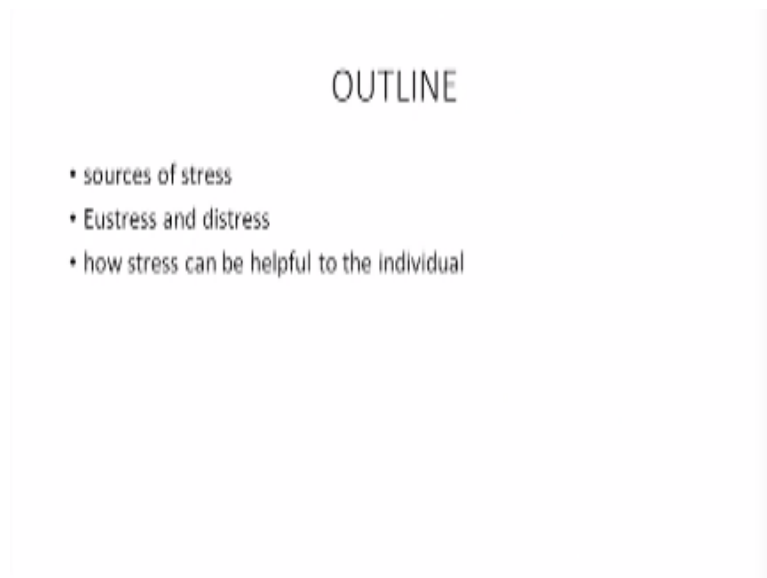 OUTLINE
• sources of stress
• Eustress and distress
• how stress can be helpful to the individual